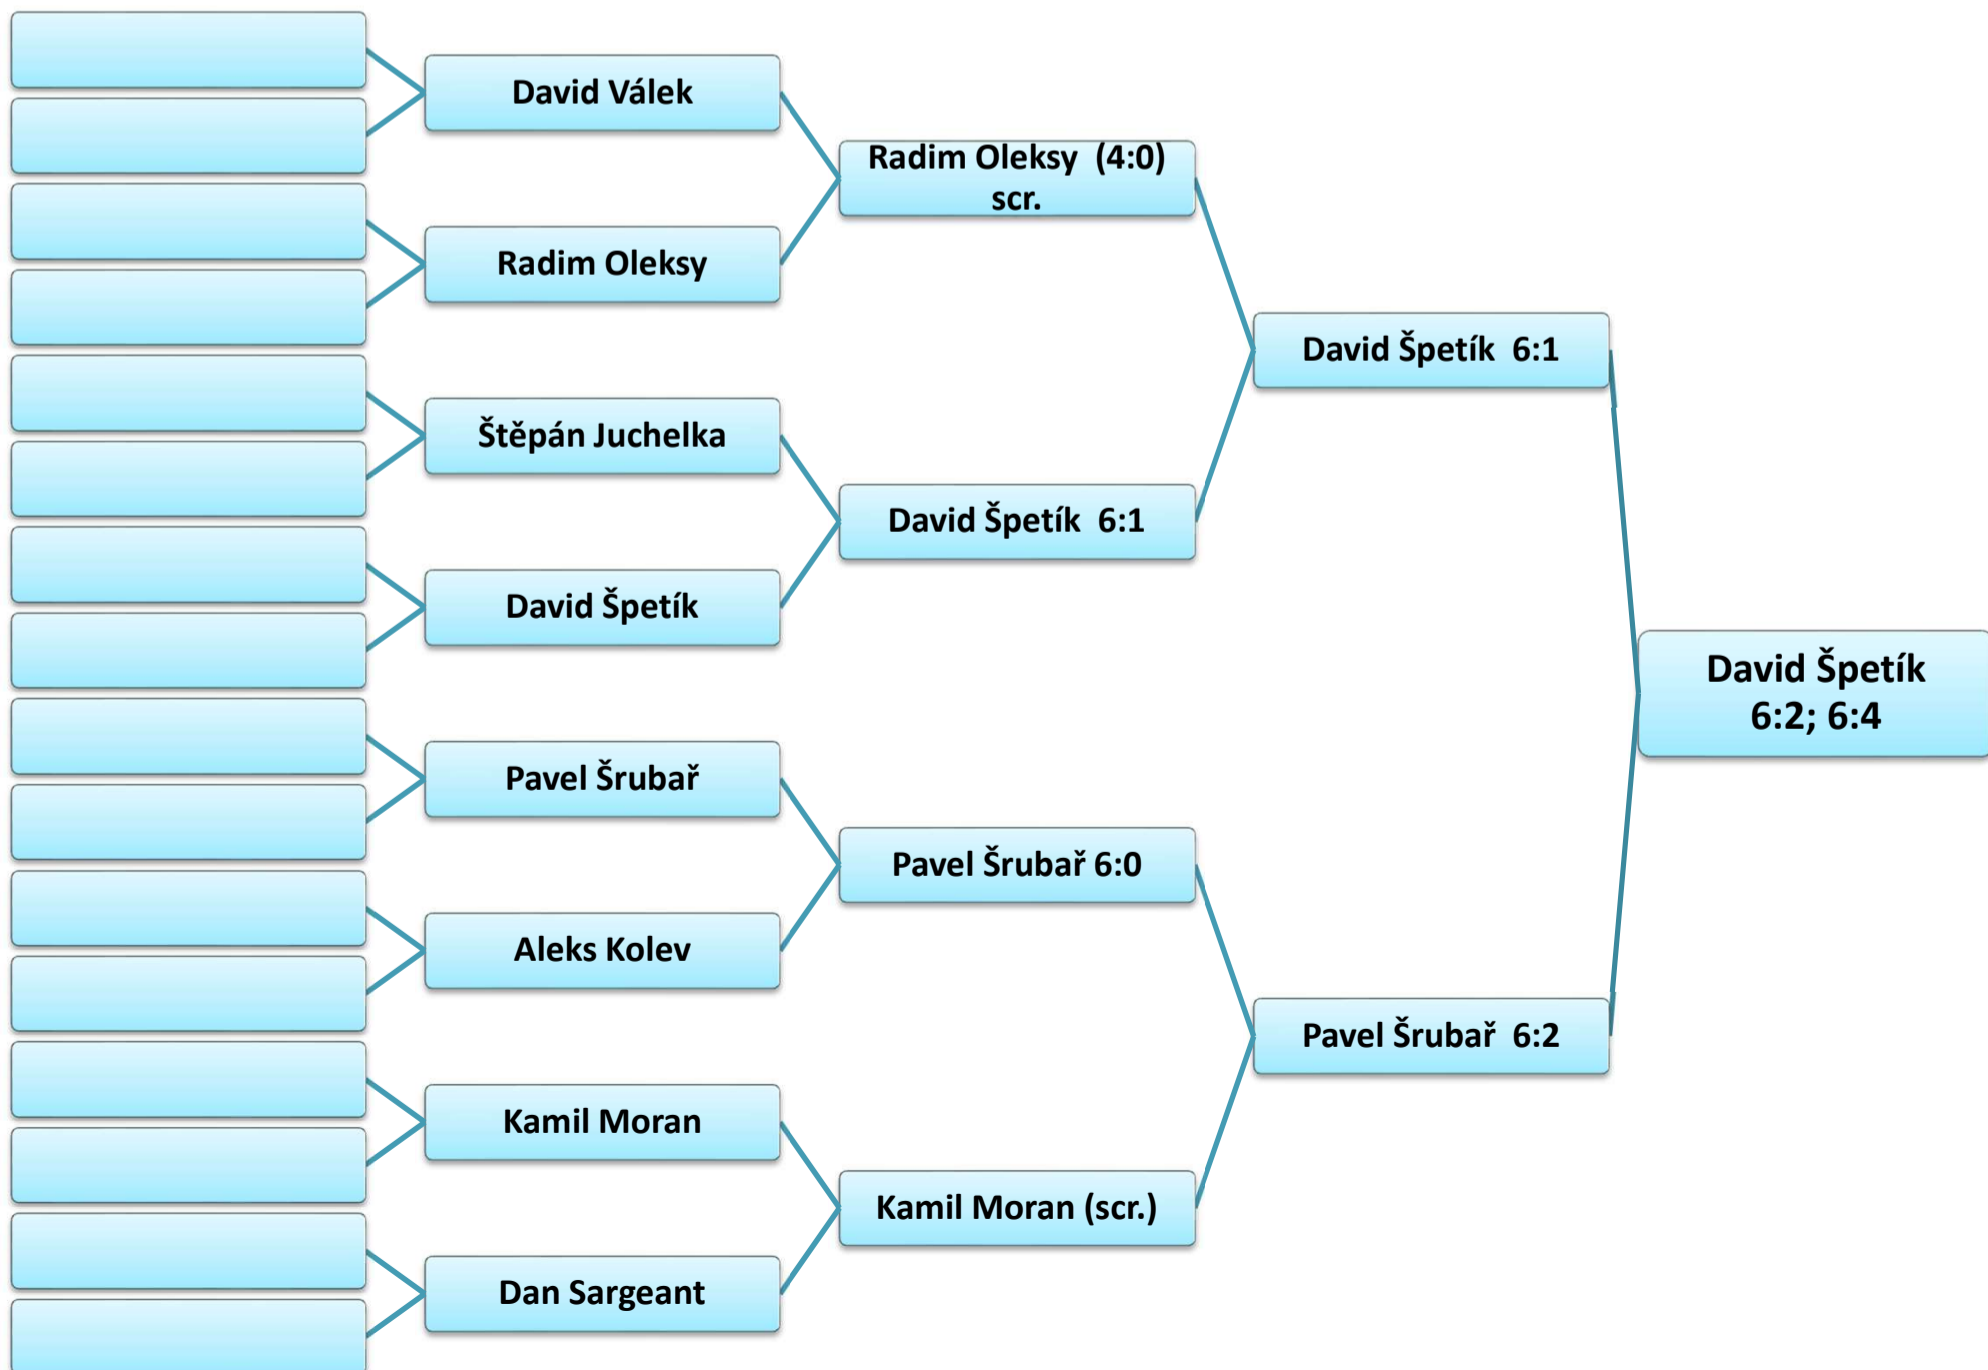 David Válek
Radim Oleksy
Štěpán Juchelka
David Špetík
Pavel Šrubař
Aleks Kolev
Kamil Moran
Dan Sargeant
Radim Oleksy (4:0)
scr.
David Špetík 6:1
Pavel Šrubař 6:0
Kamil Moran (scr.)
David Špetík 6:1
Pavel Šrubař 6:2
David Špetík
6:2; 6:4